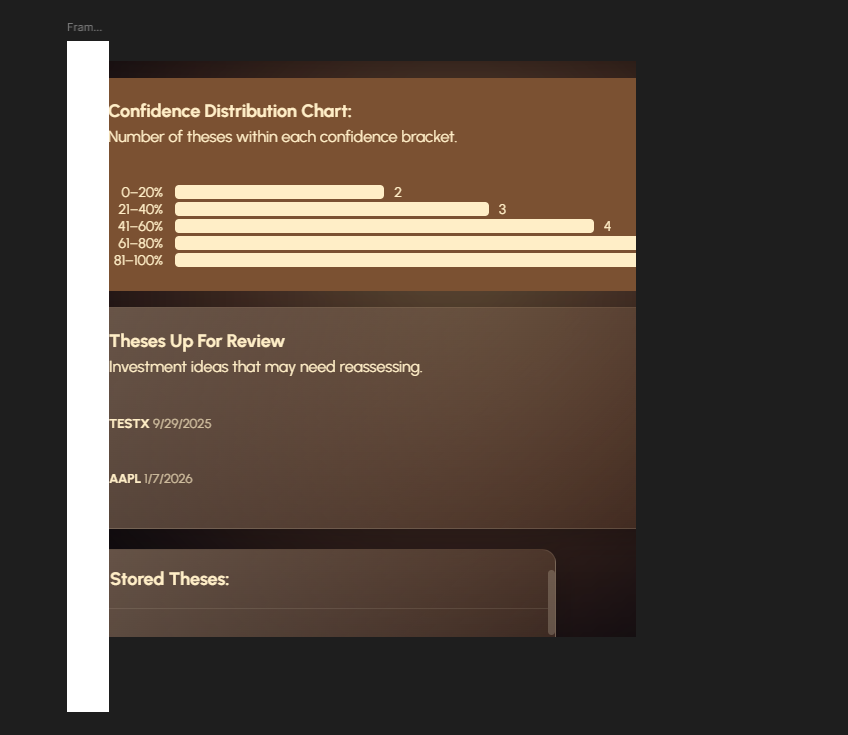 Fram...
Confidence Distribution Chart:
Number of theses within each confidence bracket.
0–20% 2
21–40% 3
41–60% 4
61–80%
81–100%
Theses Up For Review
Investment ideas that may need reassessing.
TESTX 9/29/2025
AAPL 1/7/2026
Stored Theses: